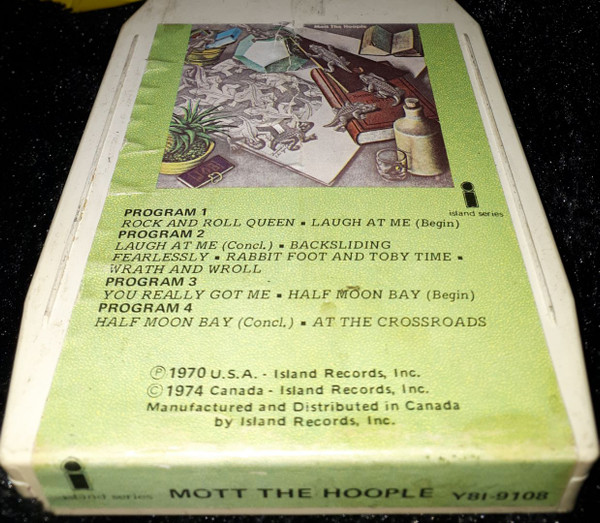 Mott The Hoople
island series
PROGRAM 1
ROCK AND ROLL QUEEN ▪ LAUGH AT ME (Begin)
PROGRAM 2
LAUGH AT ME (Concl.) ▪ BACKSLIDING
FEARLESSLY ▪ RABBIT FOOT AND TOBY TIME ▪
WRATH AND WROLL
PROGRAM 3
YOU REALLY GOT ME ▪ HALF MOON BAY (Begin)
PROGRAM 4
HALF MOON BAY (Concl.) ▪ AT THE CROSSROADS
Ⓟ 1970 U.S.A. - Island Records, Inc.
© 1974 Canada - Island Records, Inc.
Manufactured and Distributed in Canada
by Island Records, Inc.
island series MOTT THE HOOPLE Y8I-9108